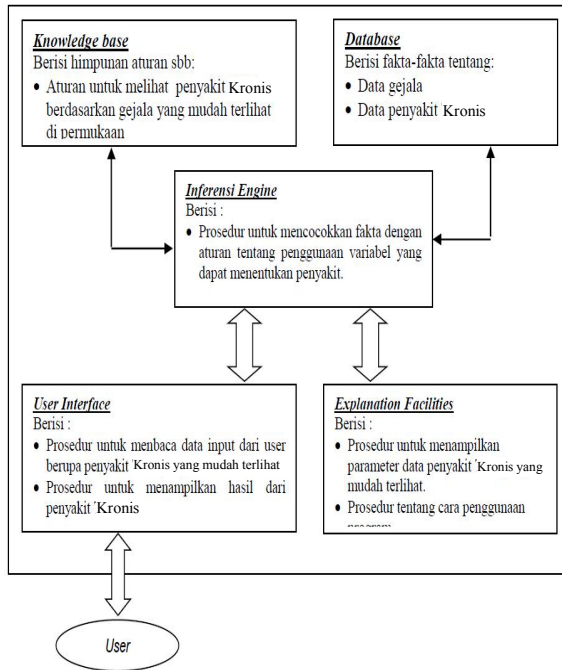 Knowledge base
Berisi himpunan aturan sbb:
• Aturan untuk melihat penyakit Kronis
berdasarkan gejala yang mudah terlihat
di permukaan
Database
Berisi fakta-fakta tentang:
• Data gejala
• Data penyakit Kronis
Inferensi Engine
Berisi :
• Prosedur untuk mencocokkan fakta dengan
aturan tentang penggunaan variabel yang
dapat menentukan penyakit.
User Interface
Berisi :
• Prosedur untuk menbaca data input dari user
berupa penyakit Kronis yang mudah terlihat
• Prosedur untuk menampilkan hasil dari
penyakit Kronis
Explanation Facilities
Berisi :
• Prosedur untuk menampilkan
parameter data penyakit Kronis yang
mudah terlihat.
• Prosedur tentang cara penggunaan
User